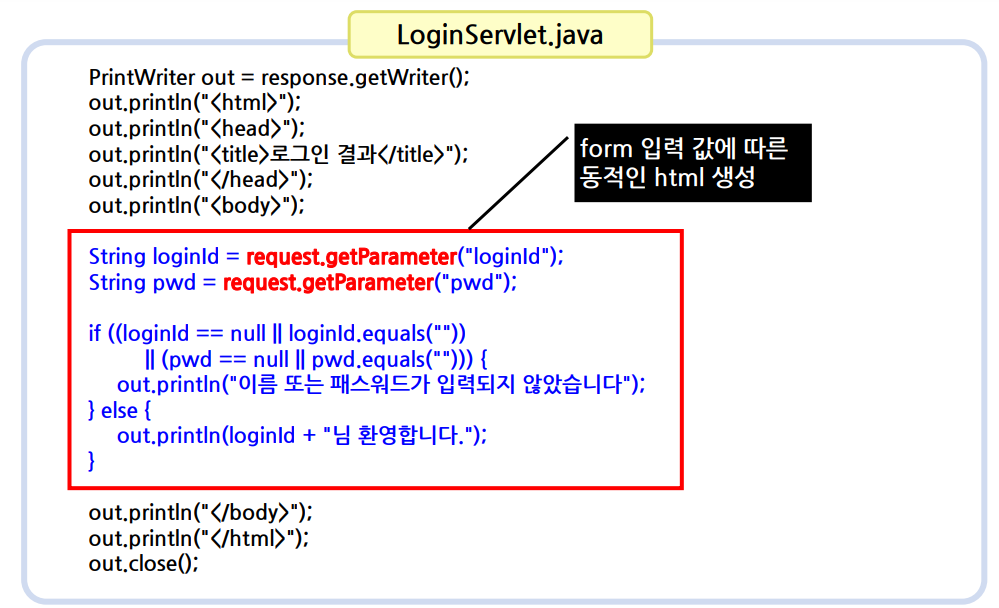 LoginServlet.java
PrintWriter out = response.getWriter();
out.println("<html>");
out.println("<head>");
out.println("<title>로그인 결과</title>");
out.println("</head>");
out.println("<body>");
form 입력 값에 따른
동적인 html 생성
String loginId = request.getParameter("loginId");
String pwd = request.getParameter("pwd");
if ((loginId == null || loginId.equals(""))
|| (pwd == null || pwd.equals(""))) {
out.println("이름 또는 패스워드가 입력되지 않았습니다");
} else {
out.println(loginId + "님 환영합니다.");
}
out.println("</body>");
out.println("</html>");
out.close();